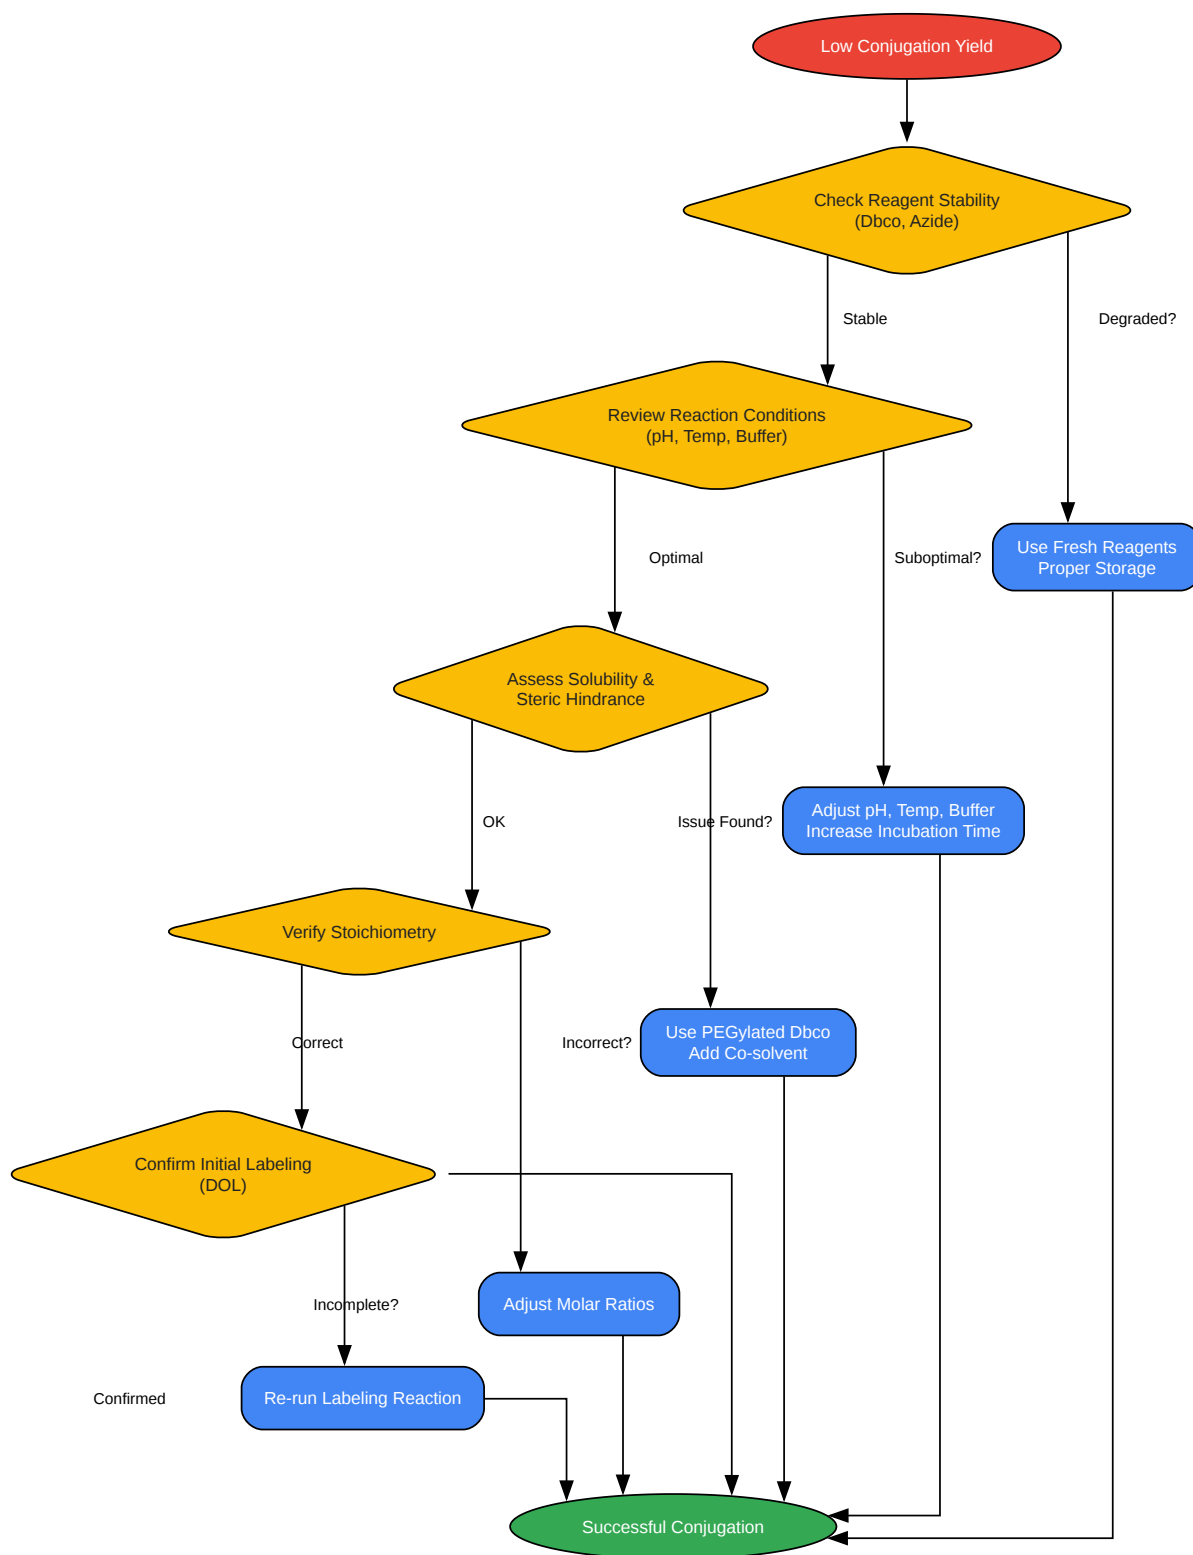 Low Conjugation Yield
Check Reagent Stability
(Dbco, Azide)
Stable
Degraded?
Review Reaction Conditions
(pH, Temp, Buffer)
Optimal
Suboptimal?
Use Fresh Reagents
Proper Storage
Assess Solubility &
Steric Hindrance
OK
Issue Found?
Adjust pH, Temp, Buffer
Increase Incubation Time
Verify Stoichiometry
Correct
Incorrect?
Use PEGylated Dbco
Add Co-solvent
Confirm Initial Labeling
(DOL)
Incomplete?
Adjust Molar Ratios
Confirmed
Re-run Labeling Reaction
Successful Conjugation